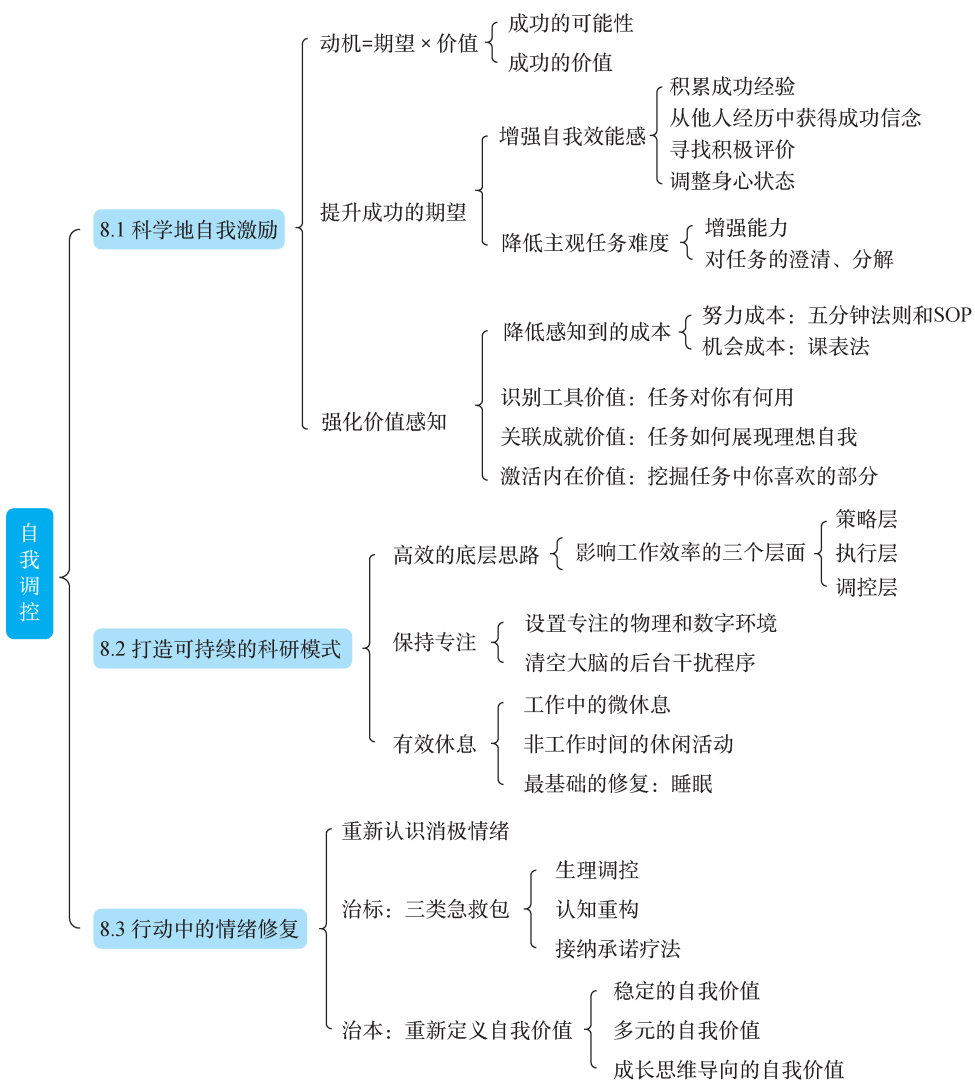 自我调控
8.1 科学地自我激励
动机=期望 × 价值
成功的可能性
成功的价值
提升成功的期望
增强自我效能感
积累成功经验
从他人经历中获得成功信念
寻找积极评价
调整身心状态
降低主观任务难度
增强能力
对任务的澄清、分解
强化价值感知
降低感知到的成本
努力成本：五分钟法则和SOP
机会成本：课表法
识别工具价值：任务对你有何用
关联成就价值：任务如何展现理想自我
激活内在价值：挖掘任务中你喜欢的部分
8.2 打造可持续的科研模式
高效的底层思路
影响工作效率的三个层面
策略层
执行层
调控层
保持专注
设置专注的物理和数字环境
清空大脑的后台干扰程序
有效休息
工作中的微休息
非工作时间的休闲活动
最基础的修复：睡眠
8.3 行动中的情绪修复
重新认识消极情绪
治标：三类急救包
生理调控
认知重构
接纳承诺疗法
治本：重新定义自我价值
稳定的自我价值
多元的自我价值
成长思维导向的自我价值